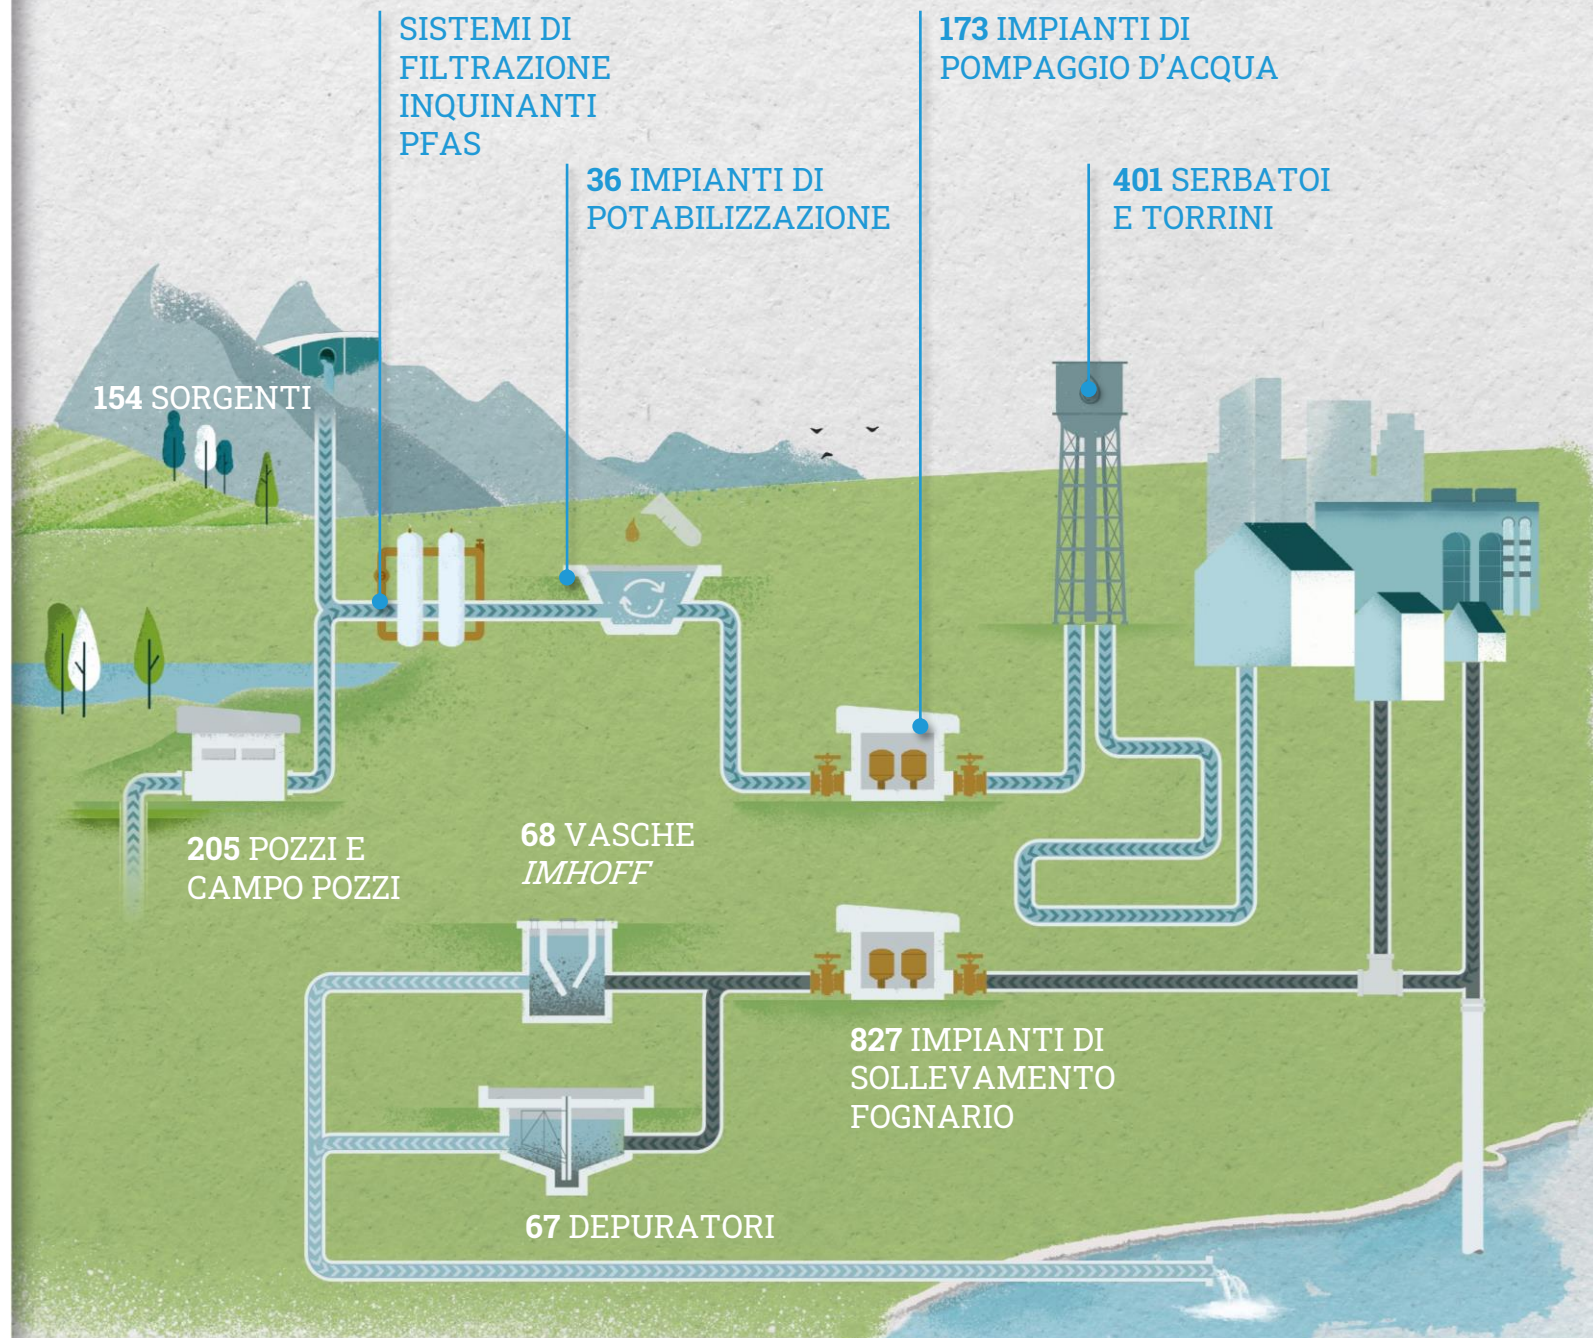 SISTEMI DI
FILTRAZIONE
INQUINANTI
PFAS
173 IMPIANTI DI
POMPAGGIO D'ACQUA
36 IMPIANTI DI
POTABILIZZAZIONE
401 SERBATOI
E TORRINI
154 SORGENTI
205 POZZI E
CAMPO POZZI
68 VASCHE
IMHOFF
827 IMPIANTI DI
SOLLEVAMENTO
FOGNARIO
67 DEPURATORI